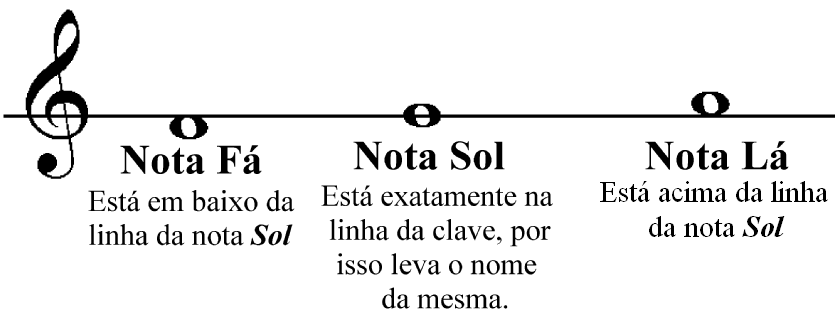 Nota Fá
Está em baixo da
linha da nota Sol
Nota Sol
Está exatamente na
linha da clave, por
isso leva o nome
da mesma.
Nota Lá
Está acima da linha
da nota Sol